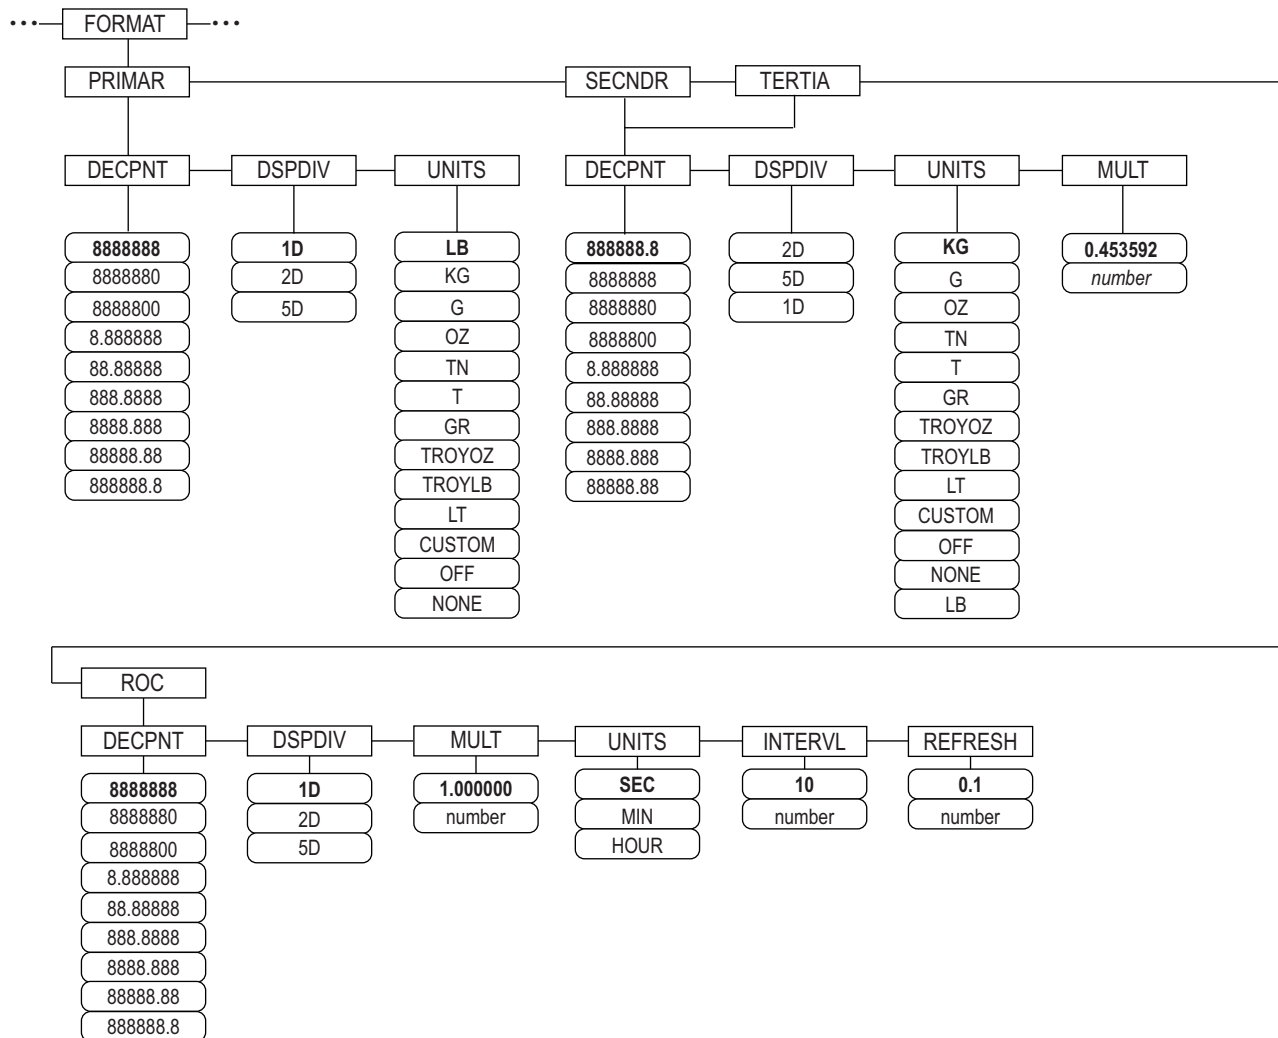 ••• FORMAT •••
PRIMAR SECNDR TERTIA
DECPNT DSPDIV UNITS DECPNT DSPDIV UNITS MULT
8888888 1D LB 888888.8 2D KG 0.453592
8888880 2D KG 8888888 5D G number
8888800 5D G 8888880 1D OZ
8.888888 OZ 8888800 TN
88.88888 TN 8.888888 T
888.8888 T 88.88888 GR
8888.888 GR 888.8888 TROYOZ
88888.88 TROYOZ 8888.888 TROYLB
888888.8 TROYLB 88888.88 LT
LT CUSTOM
CUSTOM OFF
OFF NONE
NONE LB
ROC
DECPNT DSPDIV MULT UNITS INTERVL REFRESH
8888888 1D 1.000000 SEC 10 0.1
8888880 2D number MIN number number
8888800 5D HOUR
8.888888
88.88888
888.8888
8888.888
88888.88
888888.8